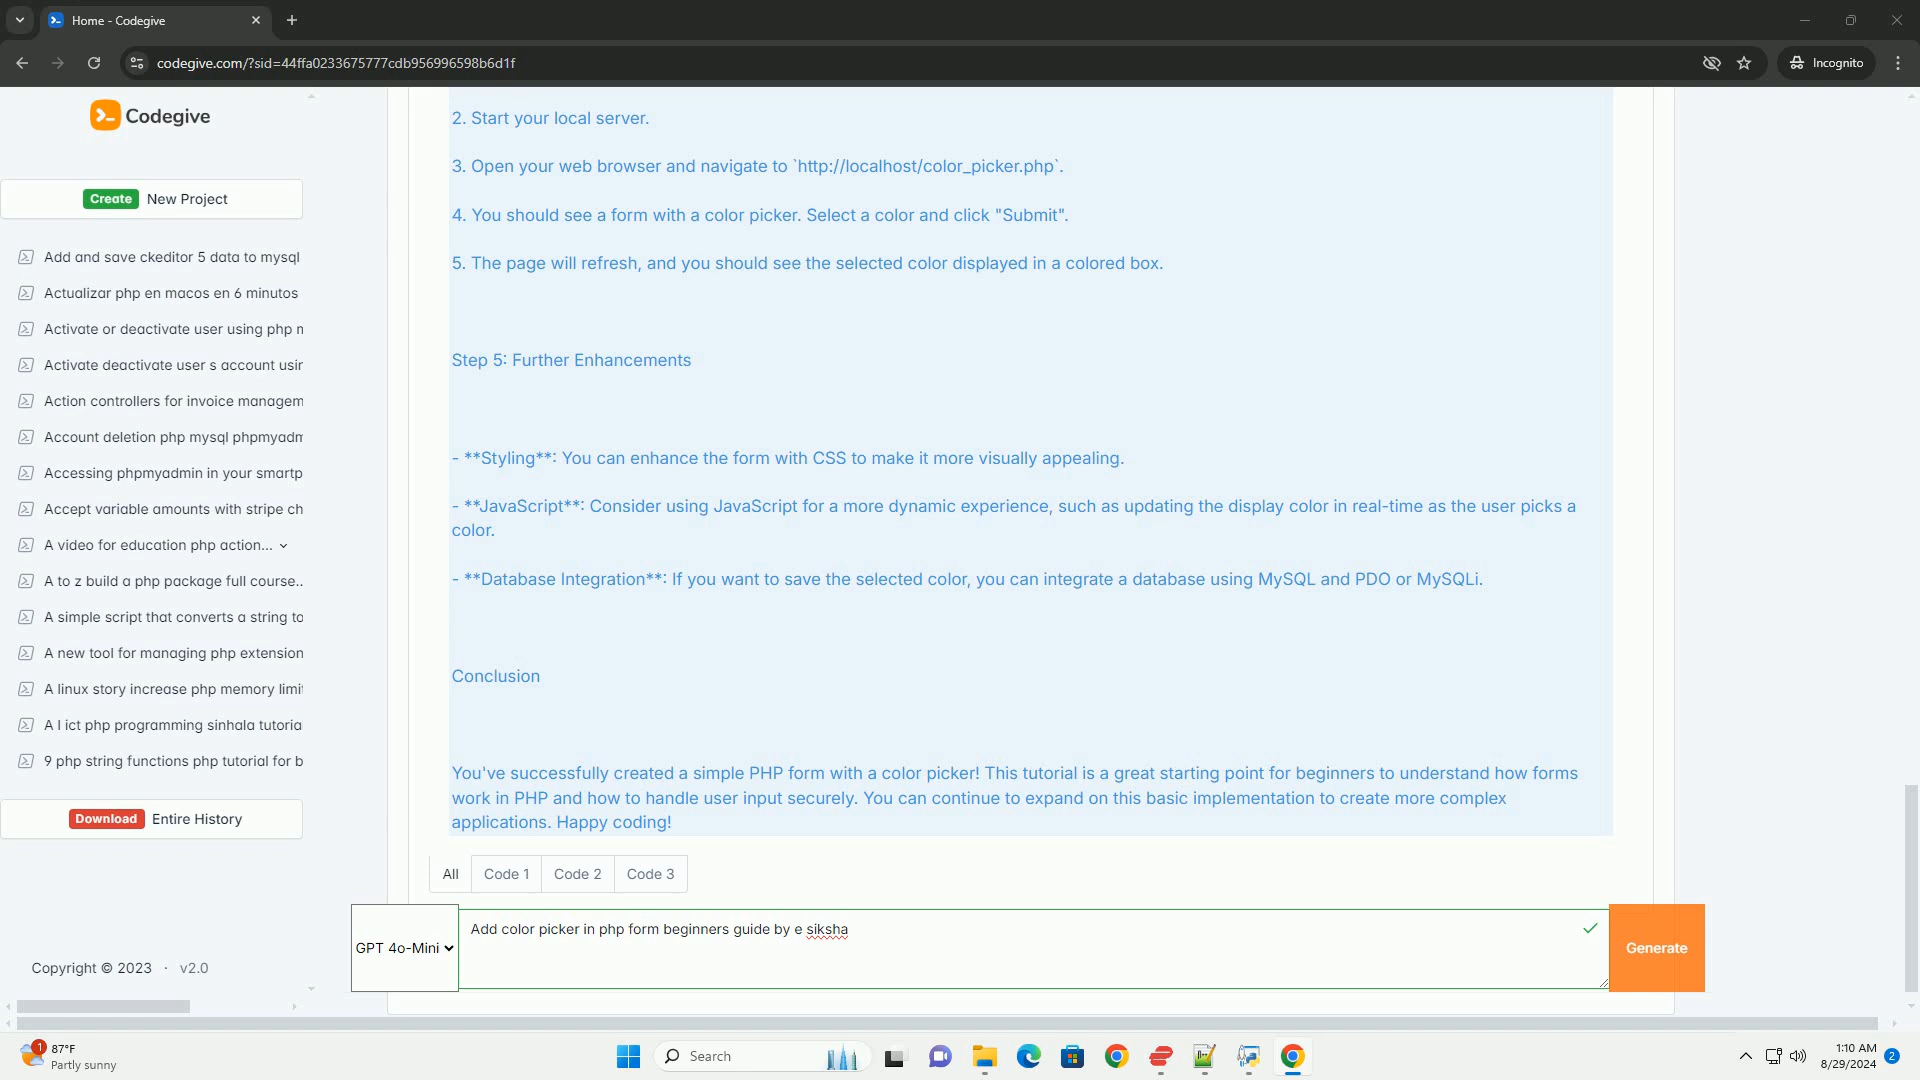 Home - Codegive
codegive.com/?sid=44ffa0233675777cdb956996598b6d1f
Incognito
Codegive
Create New Project
Add and save ckeditor 5 data to mysql
Actualizar php en macos en 6 minutos
Activate or deactivate user using php
Activate deactivate user s account
Action controllers for invoice
Account deletion php mysql
Accessing phpmyadmin in your
Accept variable amounts with stripe
A video for education php action...
A to z build a php package full course...
A simple script that converts a string
A new tool for managing php extension
A linux story increase php memory
A l ict php programming sinhala
9 php string functions php tutorial for
Download Entire History
Copyright © 2023 · v2.0
2. Start your local server.
3. Open your web browser and navigate to `http://localhost/color_picker.php`.
4. You should see a form with a color picker. Select a color and click "Submit".
5. The page will refresh, and you should see the selected color displayed in a colored box.
Step 5: Further Enhancements
- **Styling**: You can enhance the form with CSS to make it more visually appealing.
- **JavaScript**: Consider using JavaScript for a more dynamic experience, such as updating the display color in real-time as the user picks a
color.
- **Database Integration**: If you want to save the selected color, you can integrate a database using MySQL and PDO or MySQLi.
Conclusion
You've successfully created a simple PHP form with a color picker! This tutorial is a great starting point for beginners to understand how forms
work in PHP and how to handle user input securely. You can continue to expand on this basic implementation to create more complex
applications. Happy coding!
All Code 1 Code 2 Code 3
GPT 4o-Mini
Add color picker in php form beginners guide by e siksha
Generate
1
87°F
Partly sunny
Search
1:10 AM
8/29/2024
2